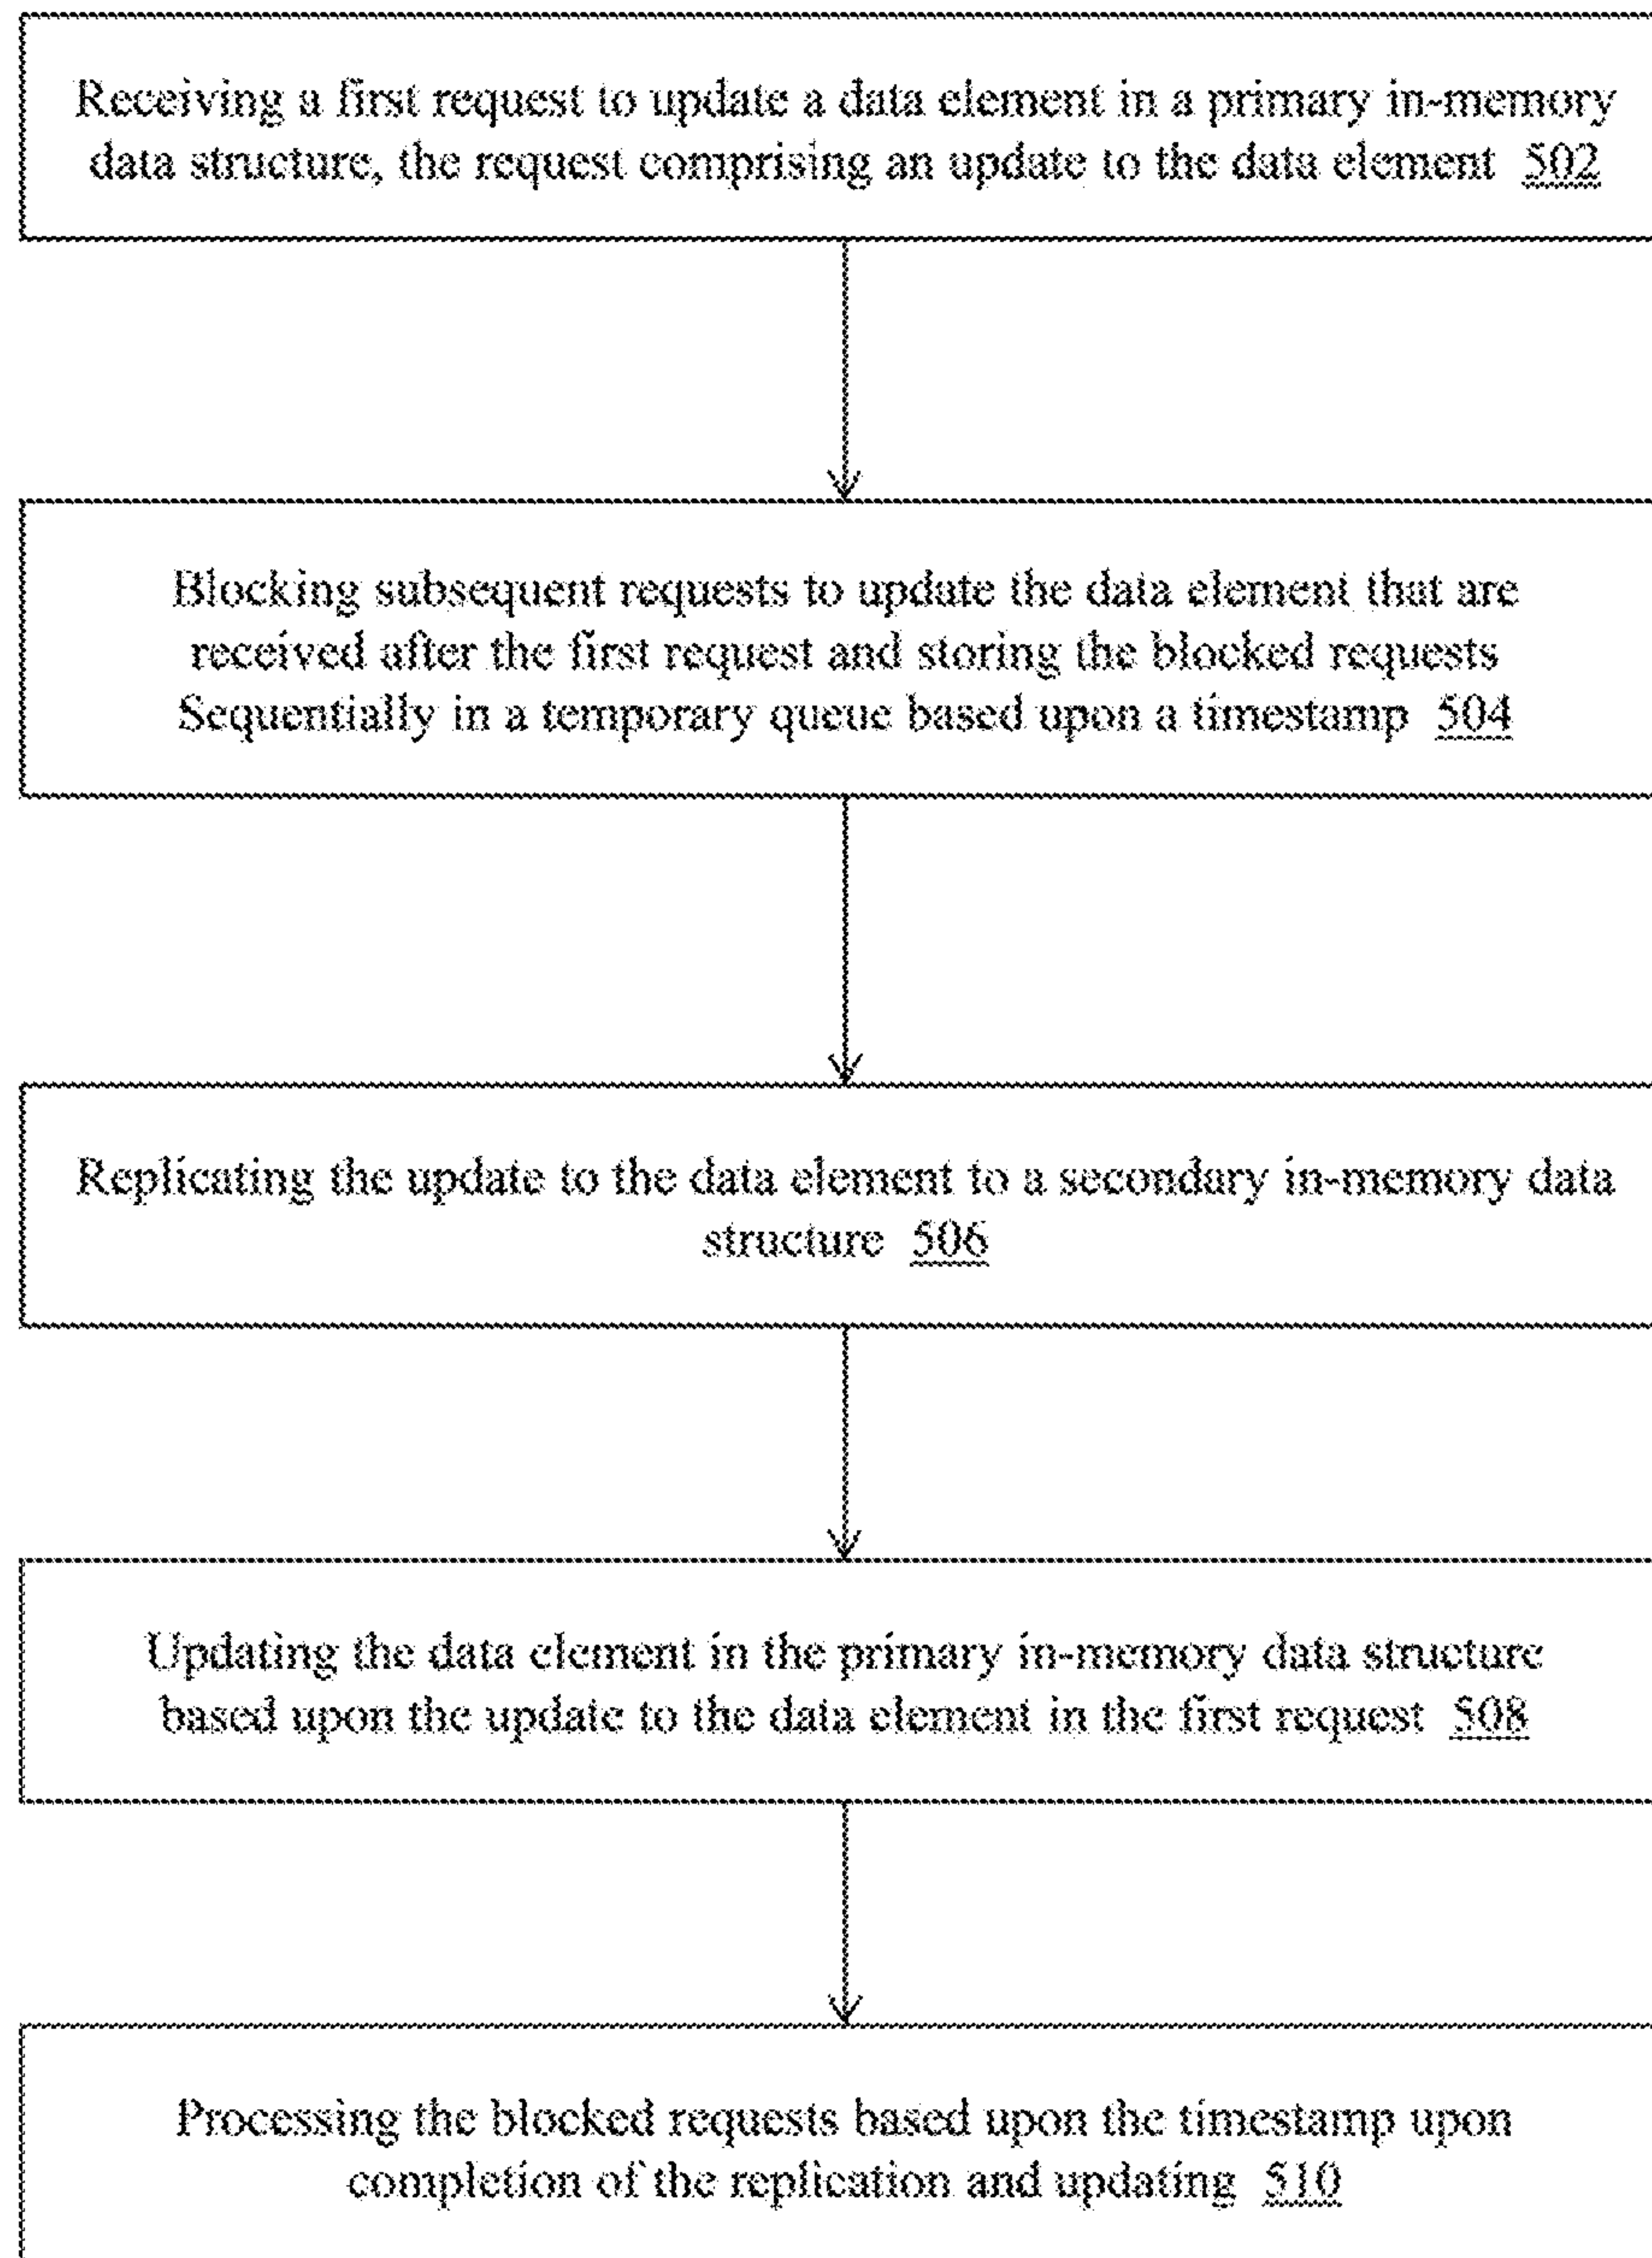 Receiving a first request to update a data element in a primary in-memory
data structure, the request comprising an update to the data element 502
Blocking subsequent requests to update the data element that are
received after the first request and storing the blocked requests
Sequentially in a temporary queue based upon a timestamp 504
Replicating the update to the data element to a secondary in-memory data
structure 506
Updating the data element in the primary in-memory data structure
based upon the update to the data element in the first request 508
Processing the blocked requests based upon the timestamp upon
completion of the replication and updating 510